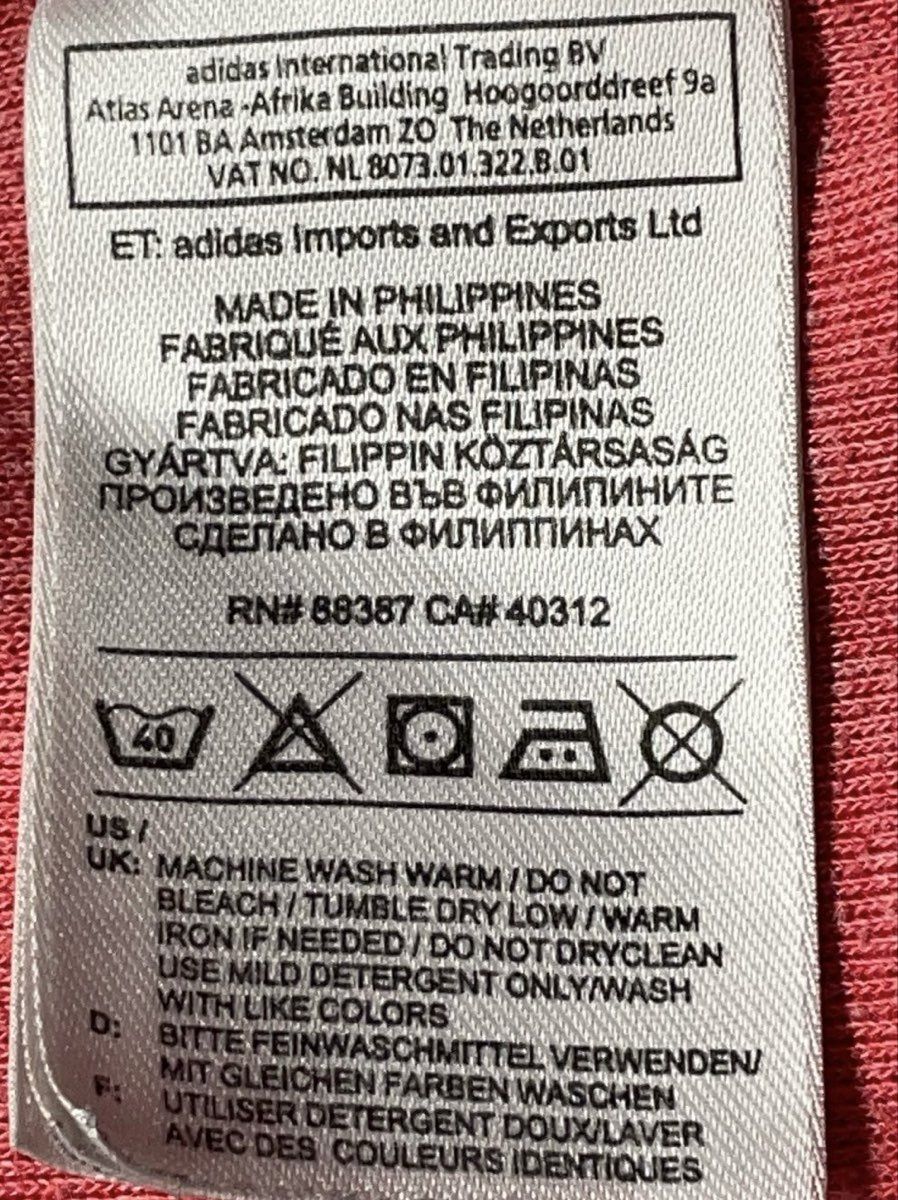 adidas International Trading BV
Atlas Arena -Afrika Building Hoogoorddreef 9a
1101 BA Amsterdam ZO The Netherlands
VAT NO. NL 8073.01.322.B.01
ET: adidas Imports and Exports Ltd
MADE IN PHILIPPINES
FABRIQUÉ AUX PHILIPPINES
FABRICADO EN FILIPINAS
FABRICADO NAS FILIPINAS
GYÁRTVA: FILIPPIN KÖZTÁRSASÁG
ПРОИЗВЕДЕНО ВЪВ ФИЛИПИНИТЕ
СДЕЛАНО В ФИЛИППИНАХ
RN# 88387 CA# 40312
40
US /
UK: MACHINE WASH WARM / DO NOT
BLEACH / TUMBLE DRY LOW / WARM
IRON IF NEEDED / DO NOT DRYCLEAN
USE MILD DETERGENT ONLY/WASH
WITH LIKE COLORS
D: BITTE FEINWASCHMITTEL VERWENDEN/
MIT GLEICHEN FARBEN WASCHEN
F: UTILISER DETERGENT DOUX/LAVER
AVEC DES COULEURS IDENTIQUES